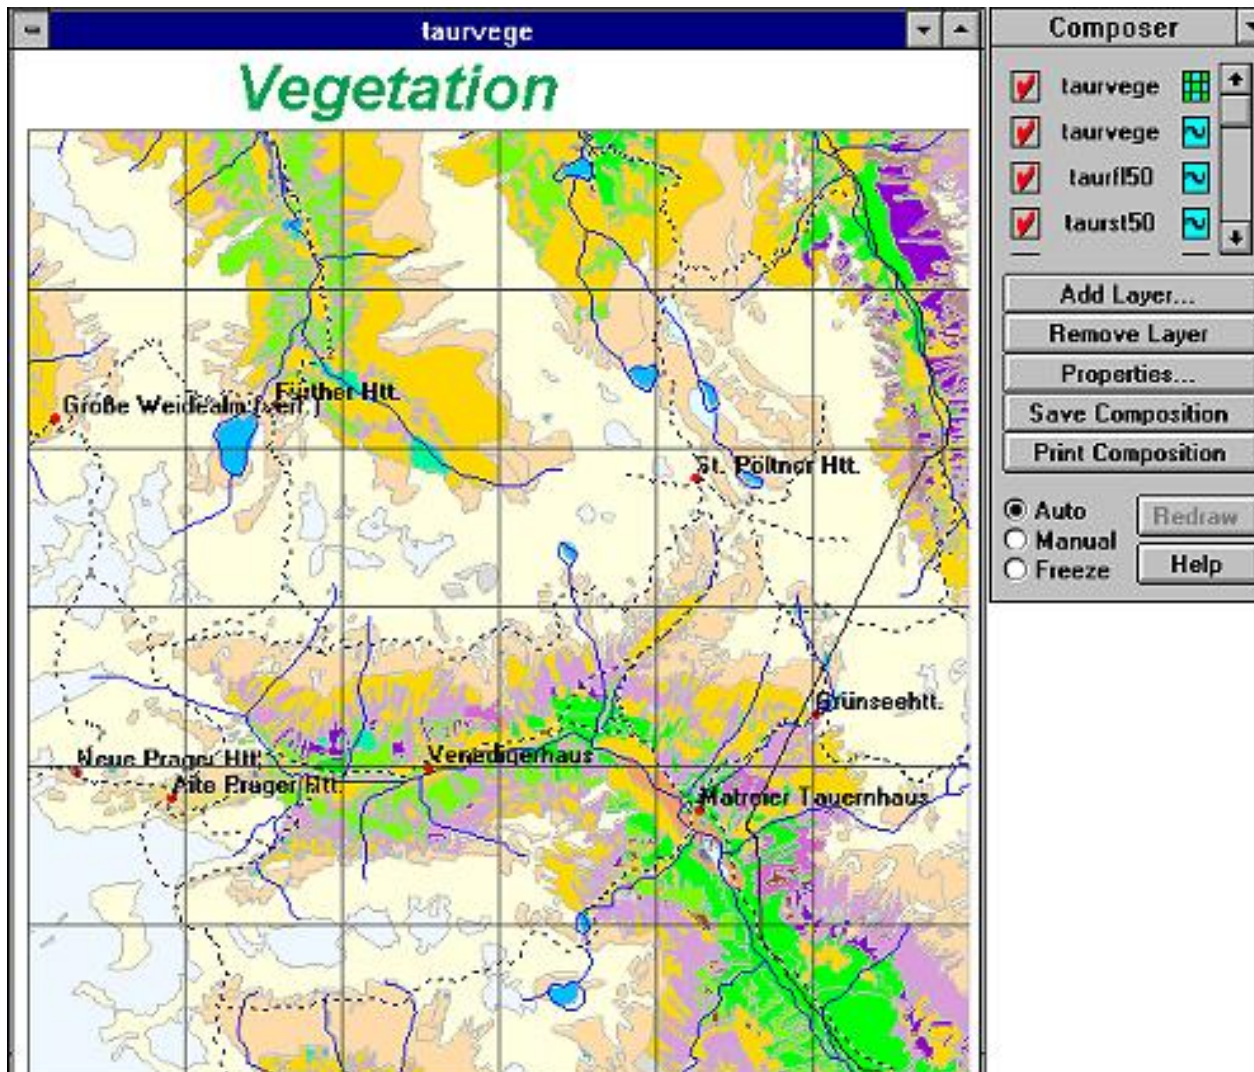 taurvege
Vegetation
Fürther Htt.
Große Weidealm (verf.)
St. Pöltner Htt.
Grünseehtt.
Venedigerhaus
Neue Prager Htt.
Alte Prager Htt.
Matreier Tauernhaus
Composer
taurvege
taurvege
taurfl50
taurst50
Add Layer...
Remove Layer
Properties...
Save Composition
Print Composition
Auto
Redraw
Manual
Freeze
Help